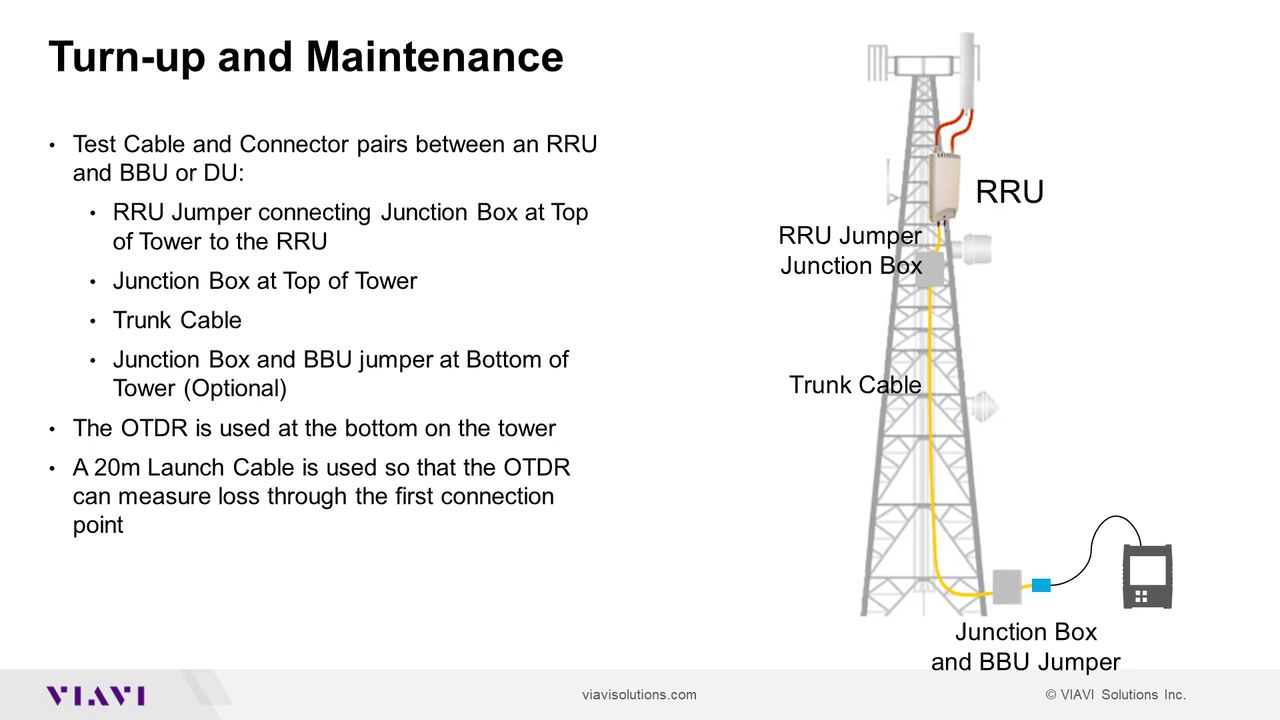 Turn-up and Maintenance
• Test Cable and Connector pairs between an RRU
and BBU or DU:
• RRU Jumper connecting Junction Box at Top
of Tower to the RRU
• Junction Box at Top of Tower
• Trunk Cable
• Junction Box and BBU jumper at Bottom of
Tower (Optional)
• The OTDR is used at the bottom on the tower
• A 20m Launch Cable is used so that the OTDR
can measure loss through the first connection
point
RRU
RRU Jumper
Junction Box
Trunk Cable
Junction Box
and BBU Jumper
VIAVI
viavisolutions.com
© VIAVI Solutions Inc.